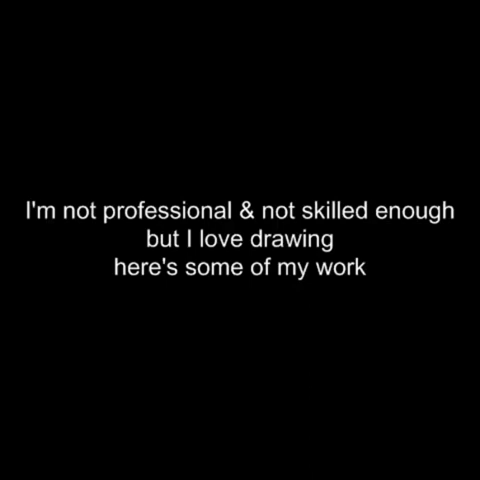 I'm not professional & not skilled enough
but I love drawing
here's some of my work